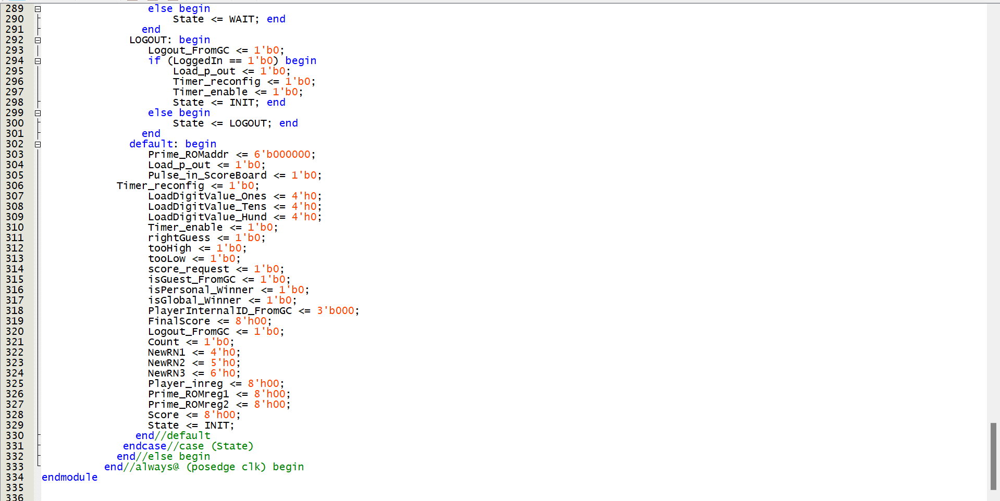 289 else begin
290 State <= WAIT; end
291 end
292 LOGOUT: begin
293 Logout_FromGC <= 1'b0;
294 if (LoggedIn == 1'b0) begin
295 Load_p_out <= 1'b0;
296 Timer_reconfig <= 1'b0;
297 Timer_enable <= 1'b0;
298 State <= INIT; end
299 else begin
300 State <= LOGOUT; end
301 end
302 default: begin
303 Prime_ROMaddr <= 6'b000000;
304 Load_p_out <= 1'b0;
305 Pulse_in_ScoreBoard <= 1'b0;
306 Timer_reconfig <= 1'b0;
307 LoadDigitValue_Ones <= 4'h0;
308 LoadDigitValue_Tens <= 4'h0;
309 LoadDigitValue_Hund <= 4'h0;
310 Timer_enable <= 1'b0;
311 rightGuess <= 1'b0;
312 tooHigh <= 1'b0;
313 tooLow <= 1'b0;
314 score_request <= 1'b0;
315 isGuest_FromGC <= 1'b0;
316 isPersonal_Winner <= 1'b0;
317 isGlobal_Winner <= 1'b0;
318 PlayerInternalID_FromGC <= 3'b000;
319 FinalScore <= 8'h00;
320 Logout_FromGC <= 1'b0;
321 Count <= 1'b0;
322 NewRN1 <= 4'h0;
323 NewRN2 <= 5'h0;
324 NewRN3 <= 6'h0;
325 Player_inreg <= 8'h00;
326 Prime_ROMreg1 <= 8'h00;
327 Prime_ROMreg2 <= 8'h00;
328 Score <= 8'h00;
329 State <= INIT;
330 end//default
331 endcase//case (State)
332 end//else begin
333 end//always@ (posedge clk) begin
334 endmodule
335
336